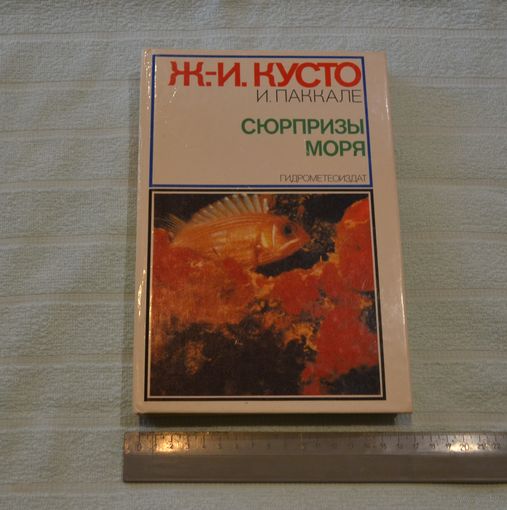 Ж.-И. КУСТО
И. ПАККАЛЕ
СЮРПРИЗЫ
МОРЯ
ГИДРОМЕТЕОИЗДАТ